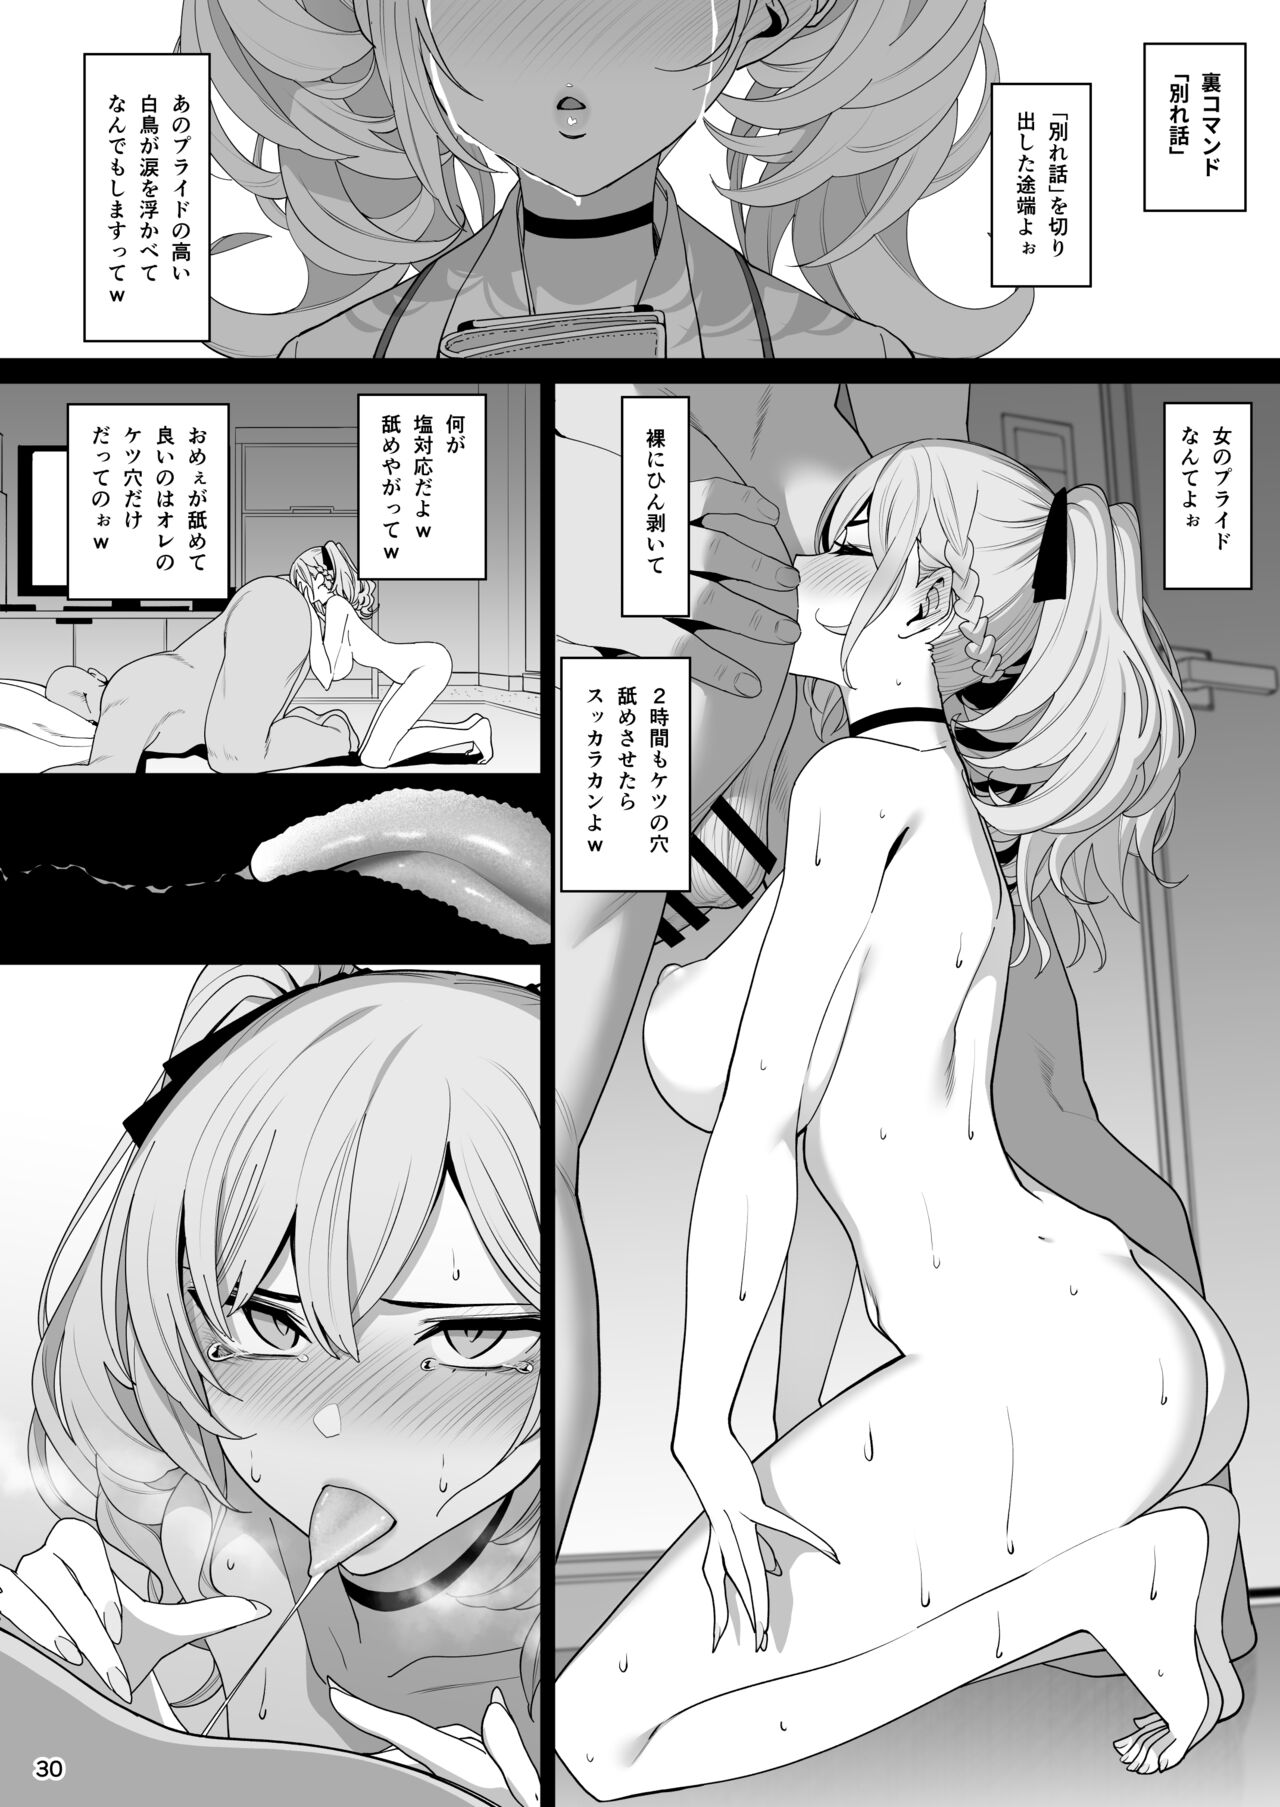 裏コマンド
「別れ話」
「別れ話」を切り
出した途端よぉ
あのプライドの高い
白鳥が涙を浮かべて
なんでもしますってw
女のプライド
なんてよぉ
裸にひん剥いて
２時間もケツの穴
舐めさせたら
スッカラカンよw
何が
塩対応だよw
舐めやがってw
おめぇが舐めて
良いのはオレの
ケツ穴だけ
だってのぉw
30